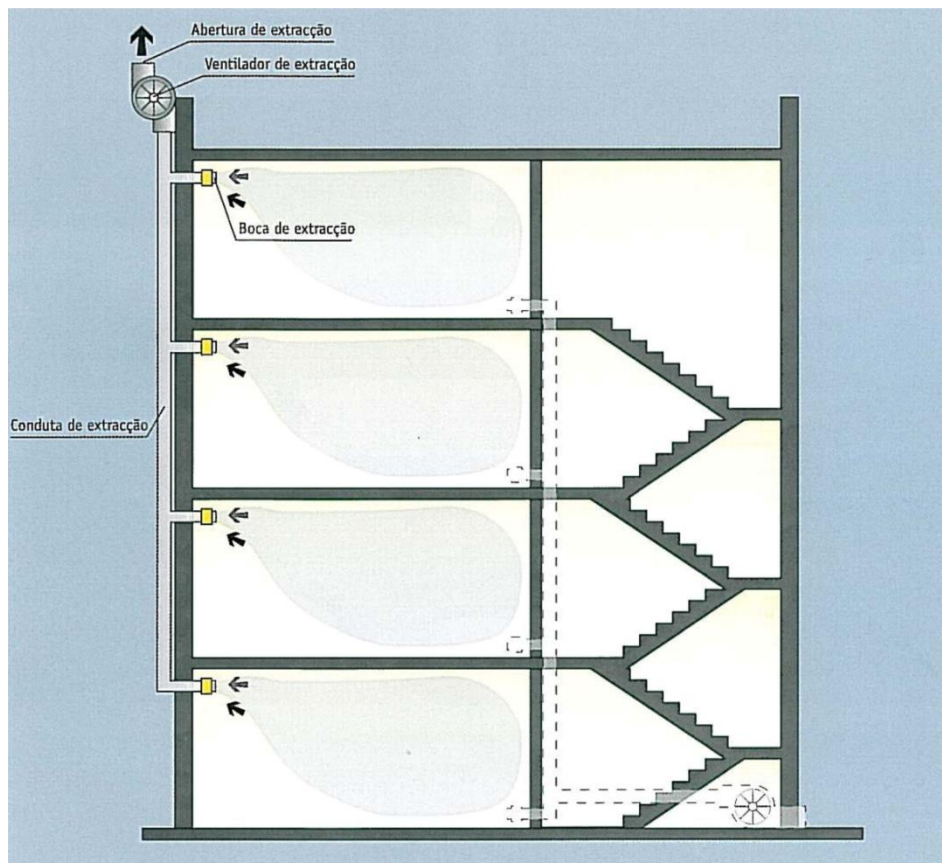 Abertura de extracção
Ventilador de extracção
Boca de extracção
Conduta de extracção